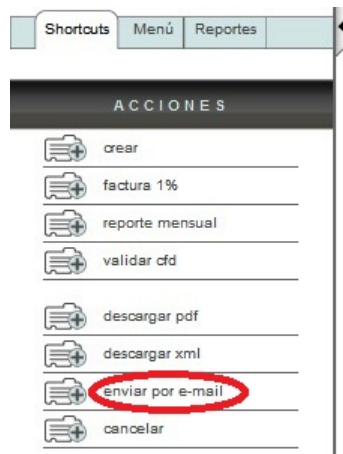 Shortcuts Menú Reportes
ACCIONES
crear
factura 1%
reporte mensual
validar cfd
descargar pdf
descargar xml
enviar por e-mail
cancelar